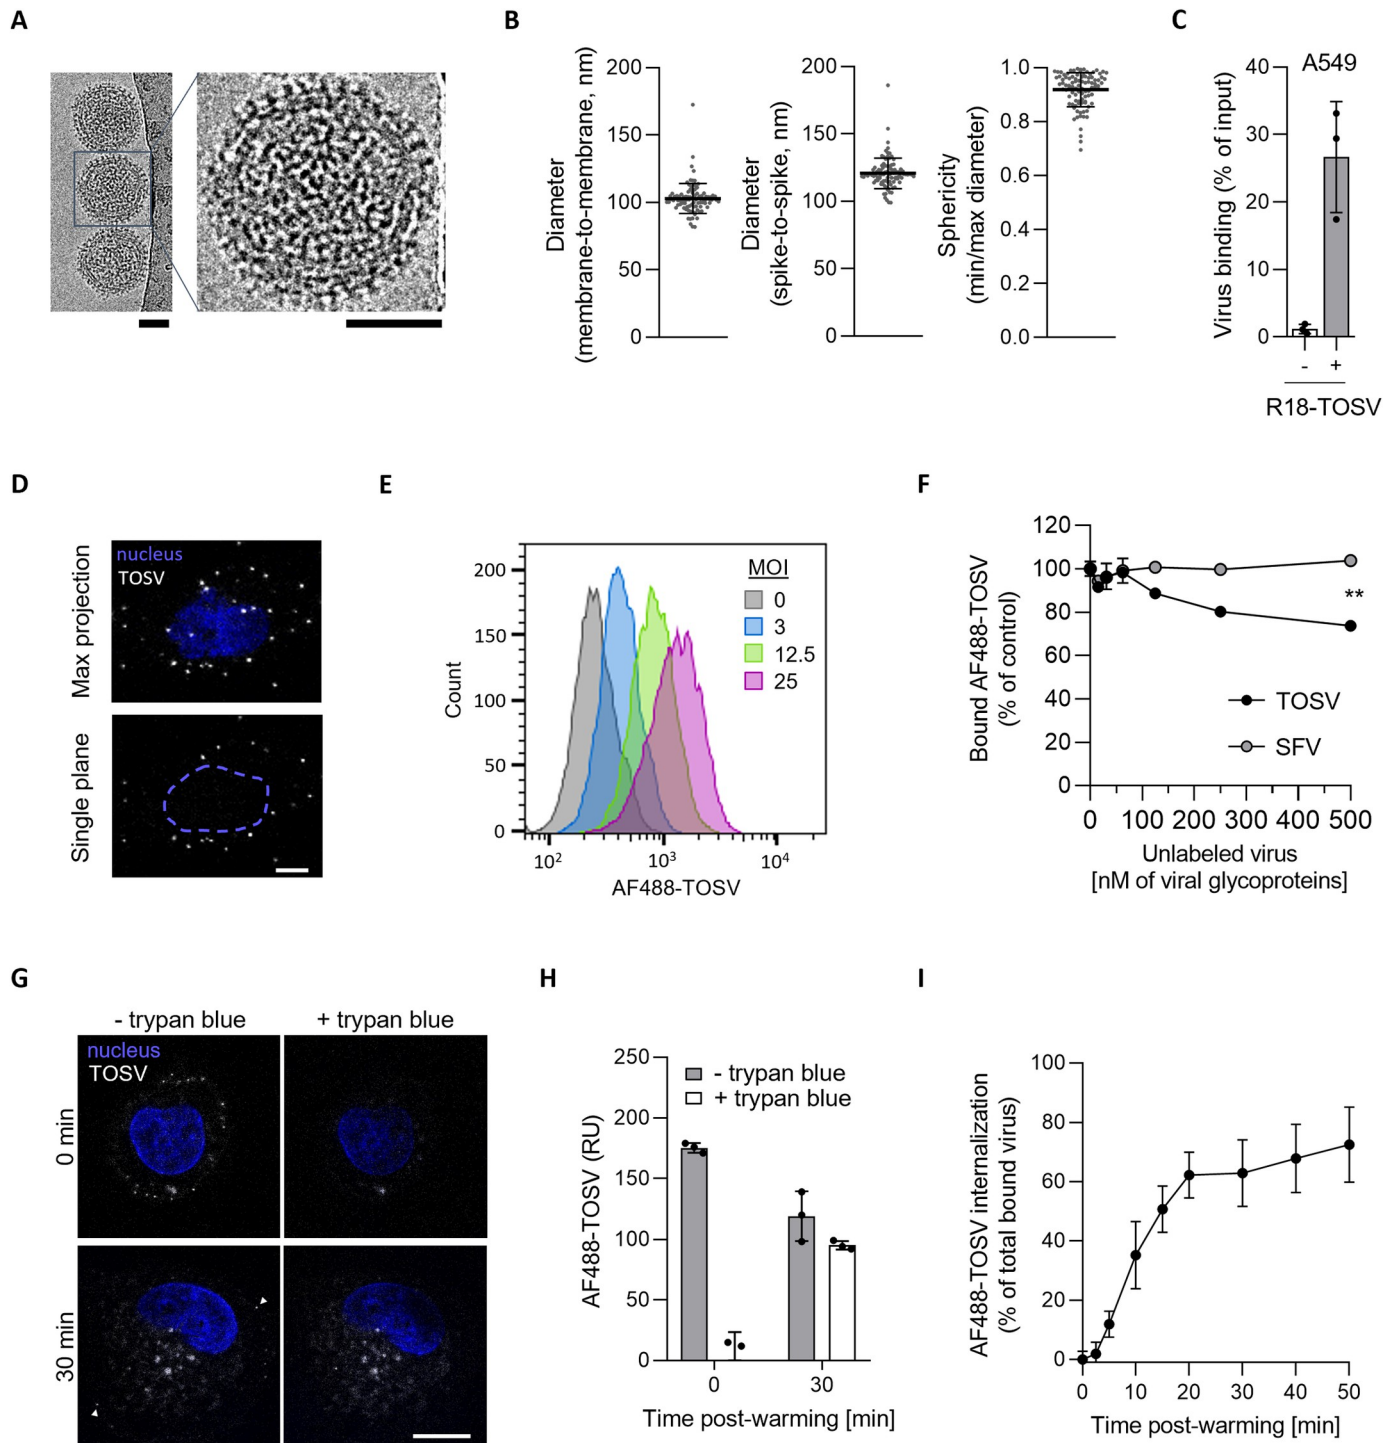 A
B
Diameter
(membrane-to-membrane, nm)
200
150
100
50
0
Diameter
(spike-to-spike, nm)
200
150
100
50
0
Sphericity
(min/max diameter)
1.0
0.8
0.6
0.4
0.2
0.0
C
A549
Virus binding (% of input)
40
30
20
10
0
- +
R18-TOSV
D
Max projection
nucleus
TOSV
Single plane
E
Count
200
150
100
50
0
MOI
0
3
12.5
25
10² 10³ 10⁴
AF488-TOSV
F
Bound AF488-TOSV
(% of control)
120
100
80
60
40
20
0
**
TOSV
SFV
0 100 200 300 400 500
Unlabeled virus
[nM of viral glycoproteins]
G
- trypan blue + trypan blue
nucleus
TOSV
0 min
30 min
H
AF488-TOSV (RU)
250
200
150
100
50
0
- trypan blue
+ trypan blue
0 30
Time post-warming [min]
I
AF488-TOSV internalization
(% of total bound virus)
100
80
60
40
20
0
0 10 20 30 40 50
Time post-warming [min]